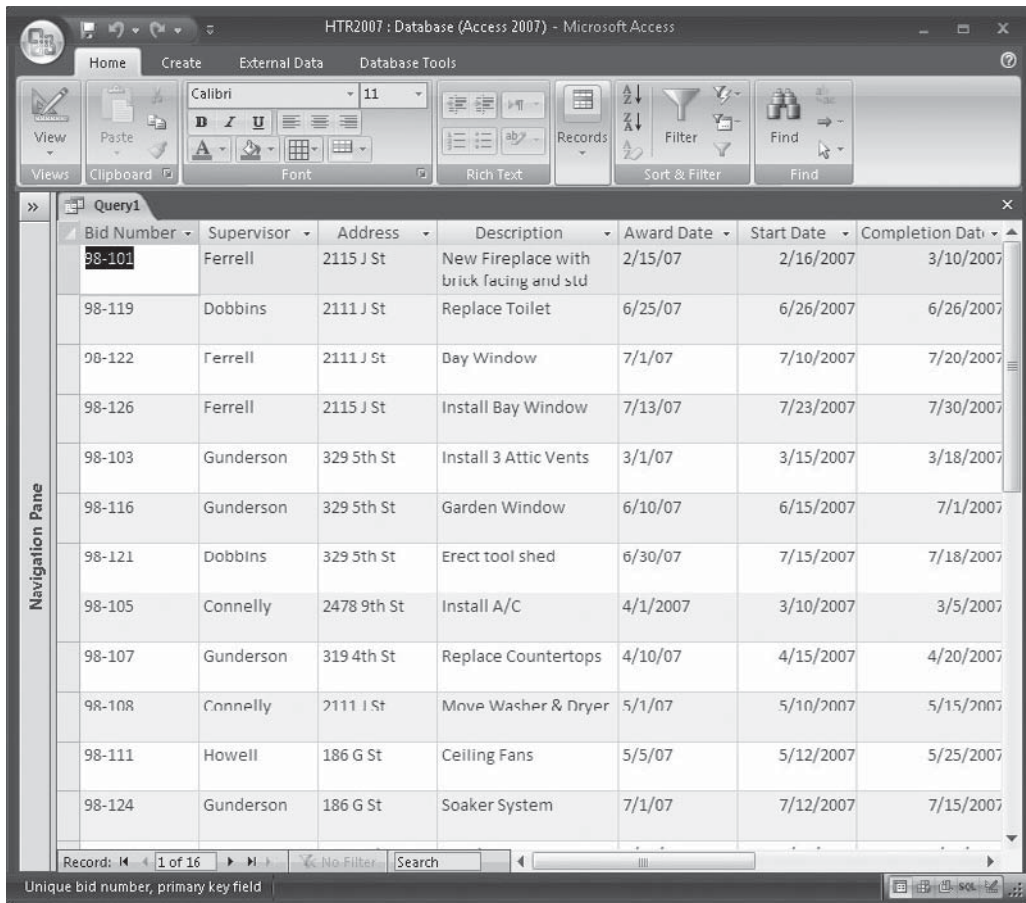 HTR2007 : Database (Access 2007) - Microsoft Access
Home Create External Data Database Tools
Calibri 11
View Paste B I U Records Filter Find
Views Clipboard Font Rich Text Sort & Filter Find
Query1
Bid Number Supervisor Address Description Award Date Start Date Completion Date
98-101 Ferrell 2115 J St New Fireplace with 2/15/07 2/16/2007 3/10/2007
brick facing and std
98-119 Dobbins 2111 J St Replace Toilet 6/25/07 6/26/2007 6/26/2007
98-122 Ferrell 2111 J St Bay Window 7/1/07 7/10/2007 7/20/2007
98-126 Ferrell 2115 J St Install Bay Window 7/13/07 7/23/2007 7/30/2007
98-103 Gunderson 329 5th St Install 3 Attic Vents 3/1/07 3/15/2007 3/18/2007
98-116 Gunderson 329 5th St Garden Window 6/10/07 6/15/2007 7/1/2007
98-121 Dobbins 329 5th St Erect tool shed 6/30/07 7/15/2007 7/18/2007
98-105 Connelly 2478 9th St Install A/C 4/1/2007 3/10/2007 3/5/2007
98-107 Gunderson 319 4th St Replace Countertops 4/10/07 4/15/2007 4/20/2007
98-108 Connelly 2111 J St Move Washer & Dryer 5/1/07 5/10/2007 5/15/2007
98-111 Howell 186 G St Ceiling Fans 5/5/07 5/12/2007 5/25/2007
98-124 Gunderson 186 G St Soaker System 7/1/07 7/12/2007 7/15/2007
Navigation Pane
Record: 1 of 16 No Filter Search
Unique bid number, primary key field SQL